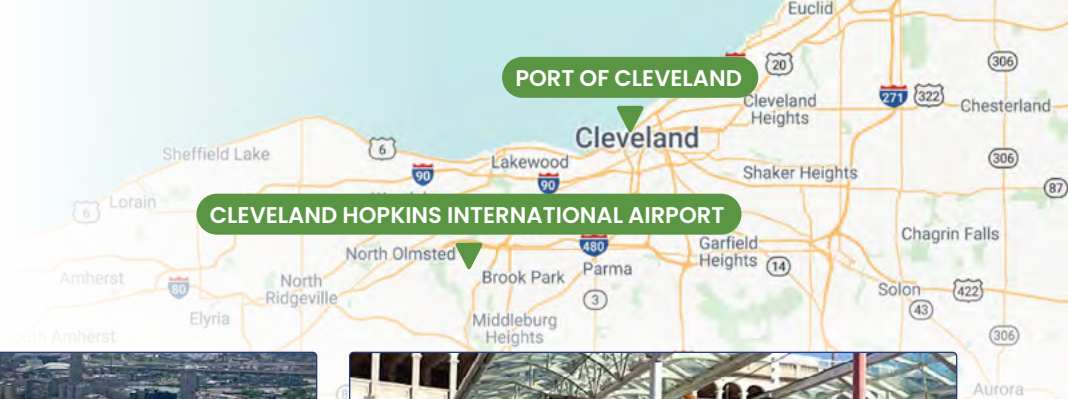 Euclid
PORT OF CLEVELAND
20
306
271
322
Cleveland
Heights
Chesterland
Cleveland
6
Sheffield Lake
Lakewood
90
90
306
Shaker Heights
87
6
Lorain
CLEVELAND HOPKINS INTERNATIONAL AIRPORT
Chagrin Falls
480
North Olmsted
Garfield
Heights
14
Amherst
80
North
Ridgeville
Brook Park
Parma
3
Solon
422
43
Elyria
Middleburg
Heights
306
South Amherst
Aurora